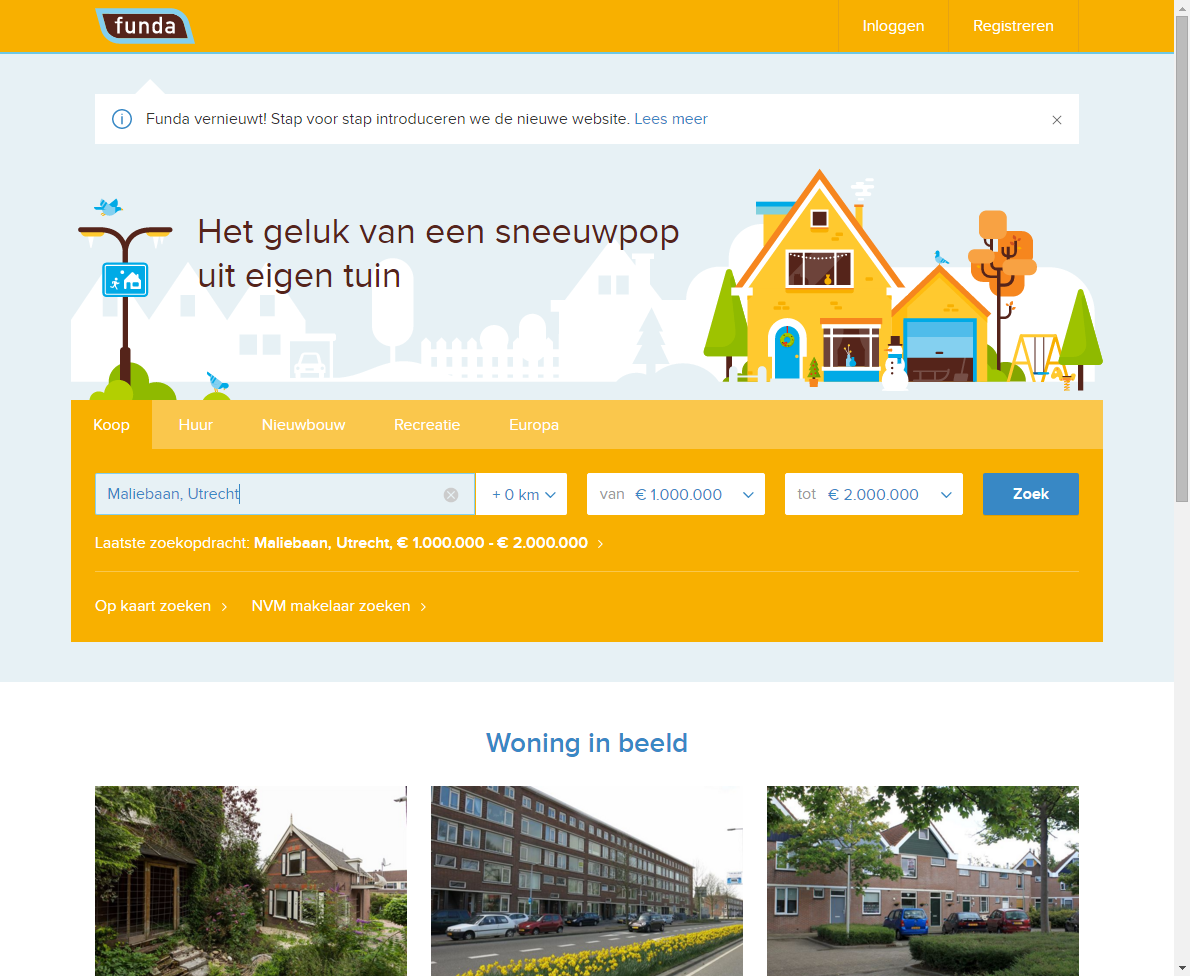 funda
Inloggen
Registreren
Funda vernieuwt! Stap voor stap introduceren we de nieuwe website. Lees meer
Het geluk van een sneeuwpop
uit eigen tuin
Koop
Huur
Nieuwbouw
Recreatie
Europa
Maliebaan, Utrecht
+ 0 km
van € 1.000.000
tot € 2.000.000
Zoek
Laatste zoekopdracht: Maliebaan, Utrecht, € 1.000.000 - € 2.000.000
Op kaart zoeken
NVM makelaar zoeken
Woning in beeld